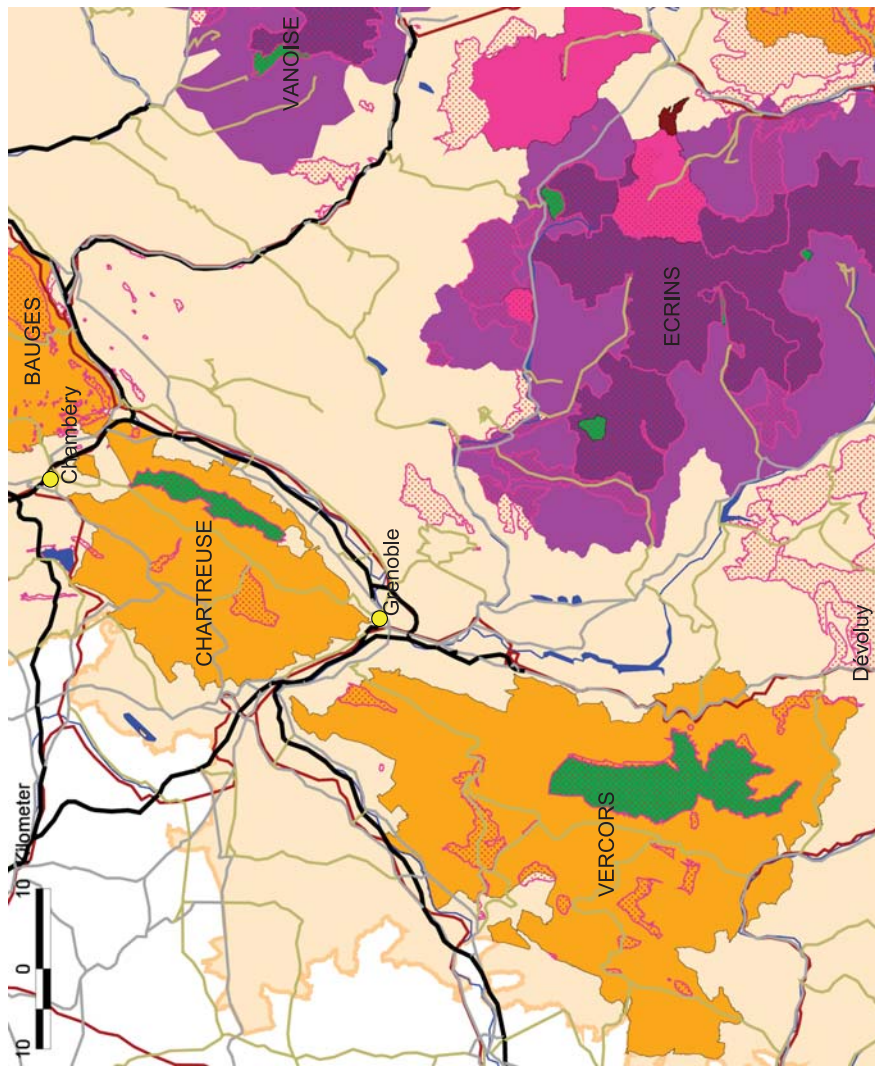 BAUGES
VANOISE
Chambéry
CHARTREUSE
Grenoble
ECRINS
VERCORS
Dévoluy
10 0 10 Kilometer